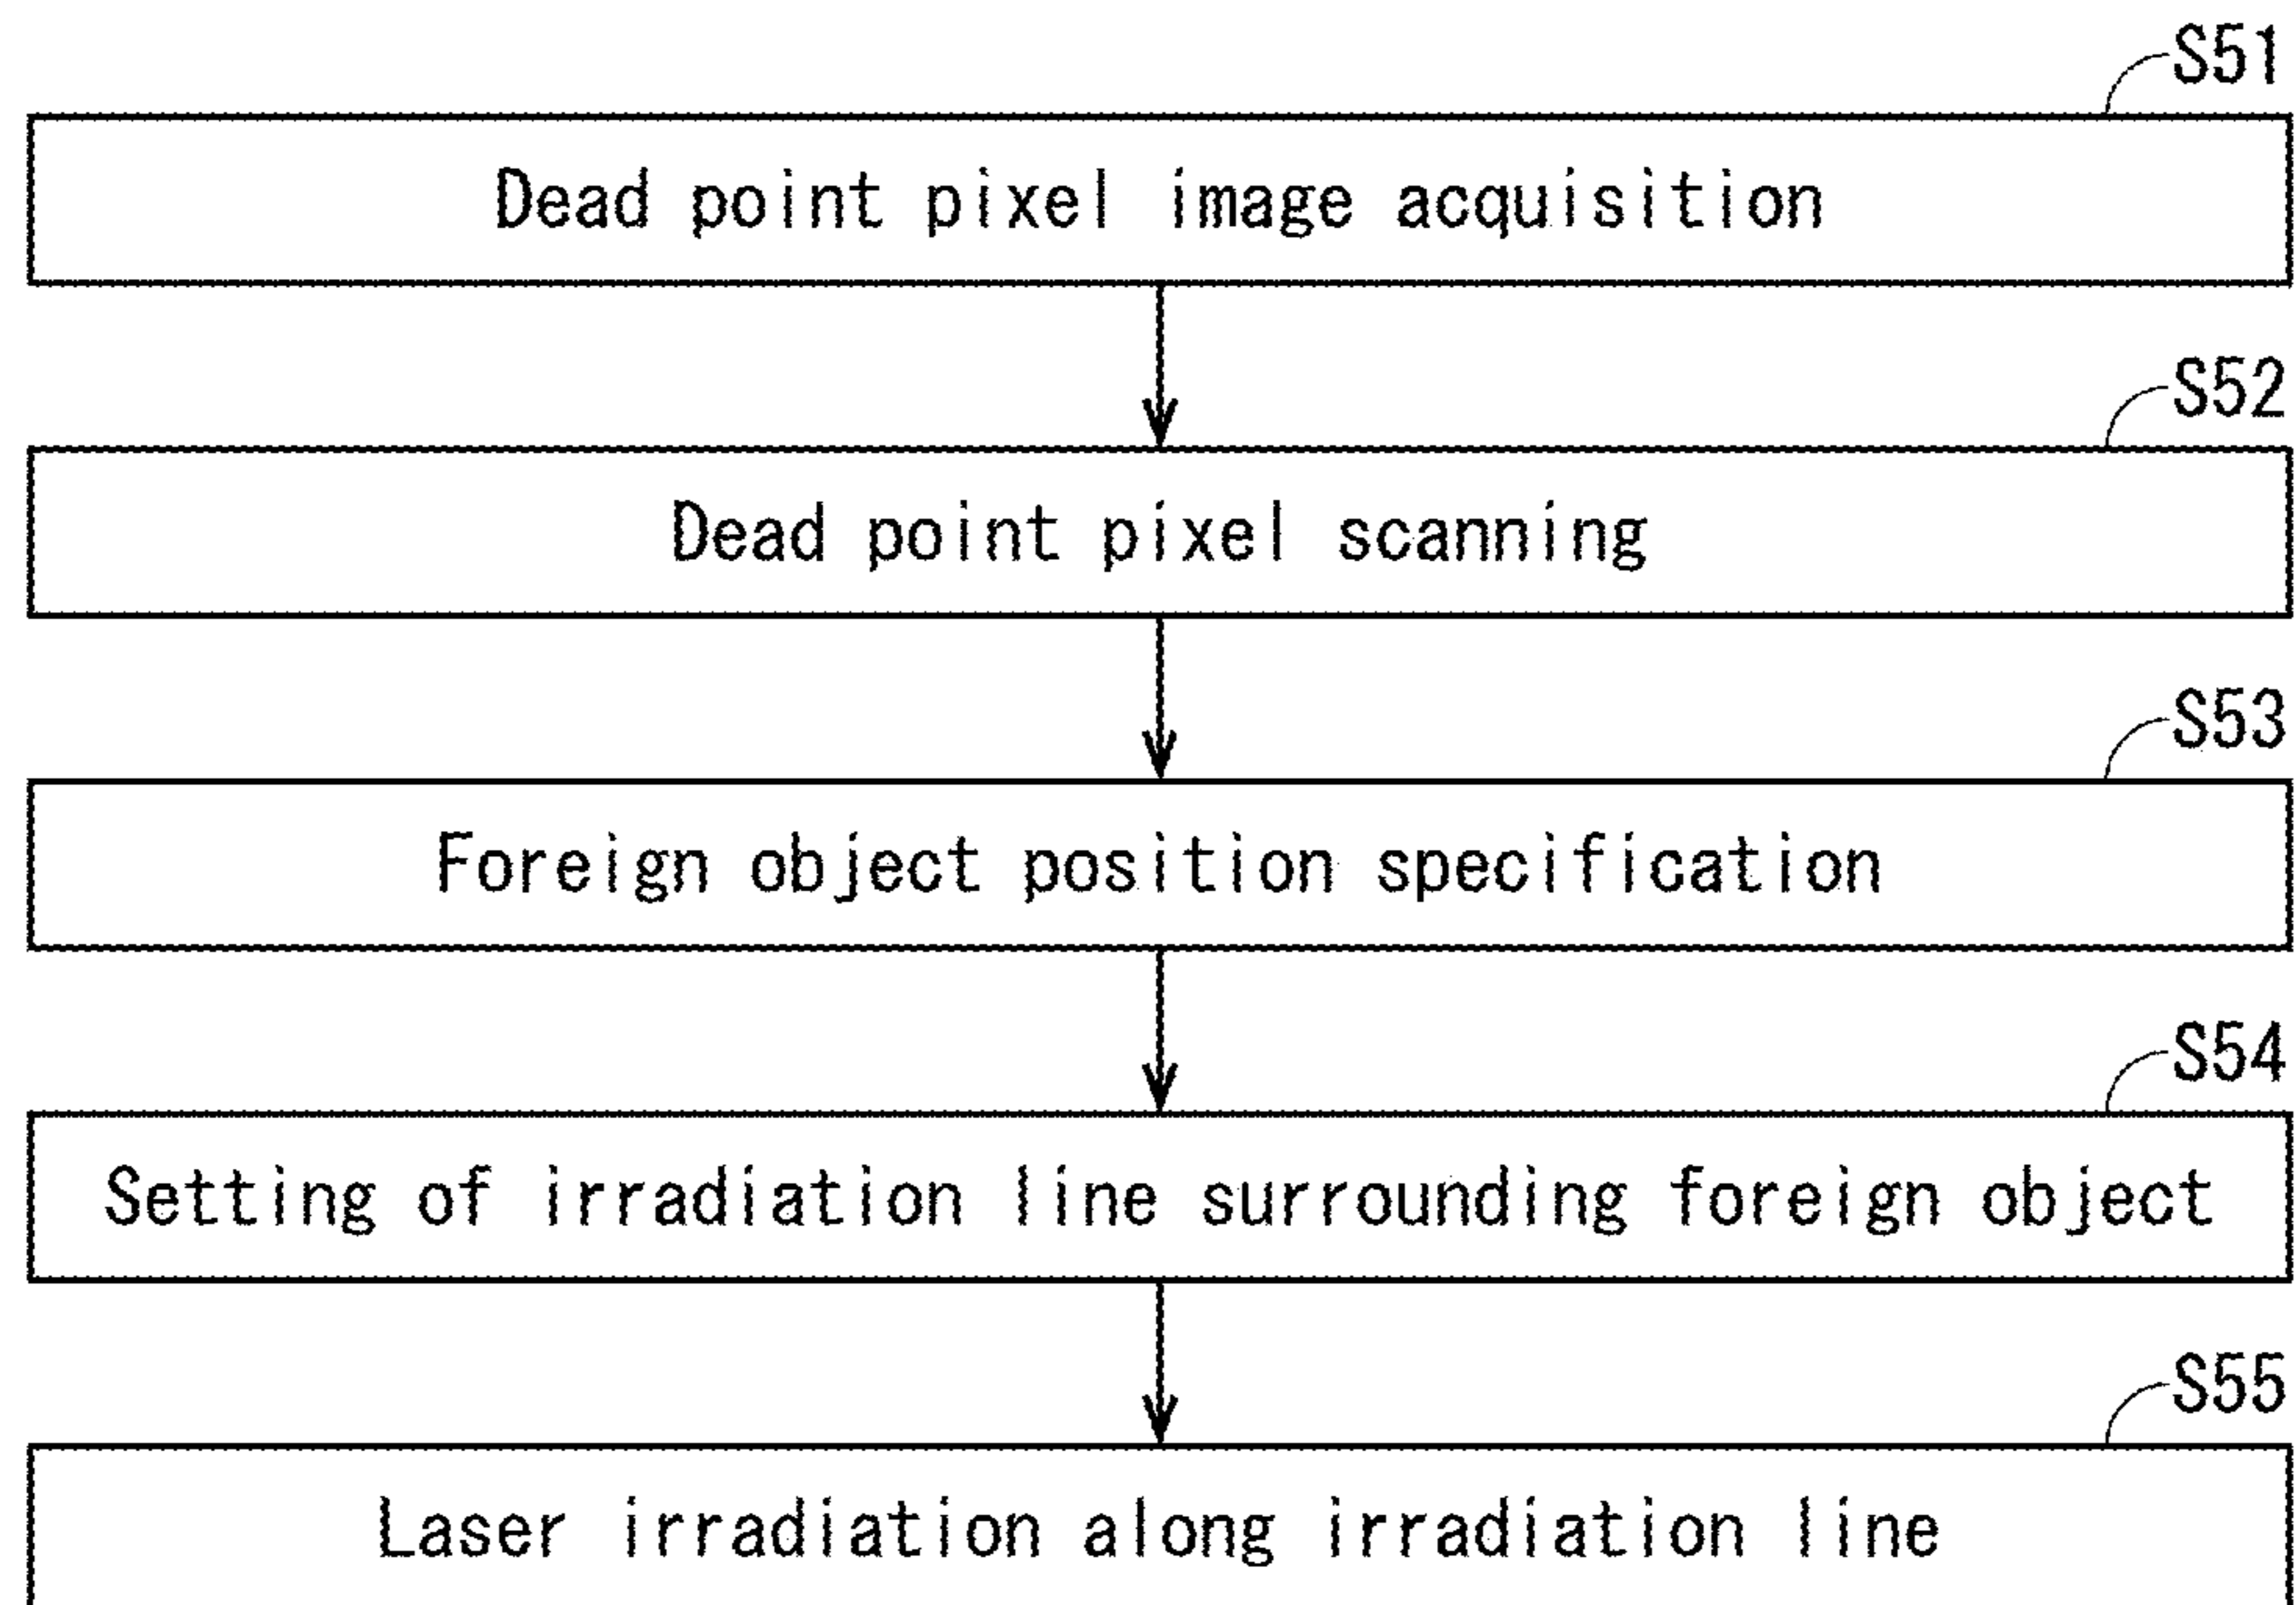 S51
Dead point pixel image acquisition
S52
Dead point pixel scanning
S53
Foreign object position specification
S54
Setting of irradiation line surrounding foreign object
S55
Laser irradiation along irradiation line